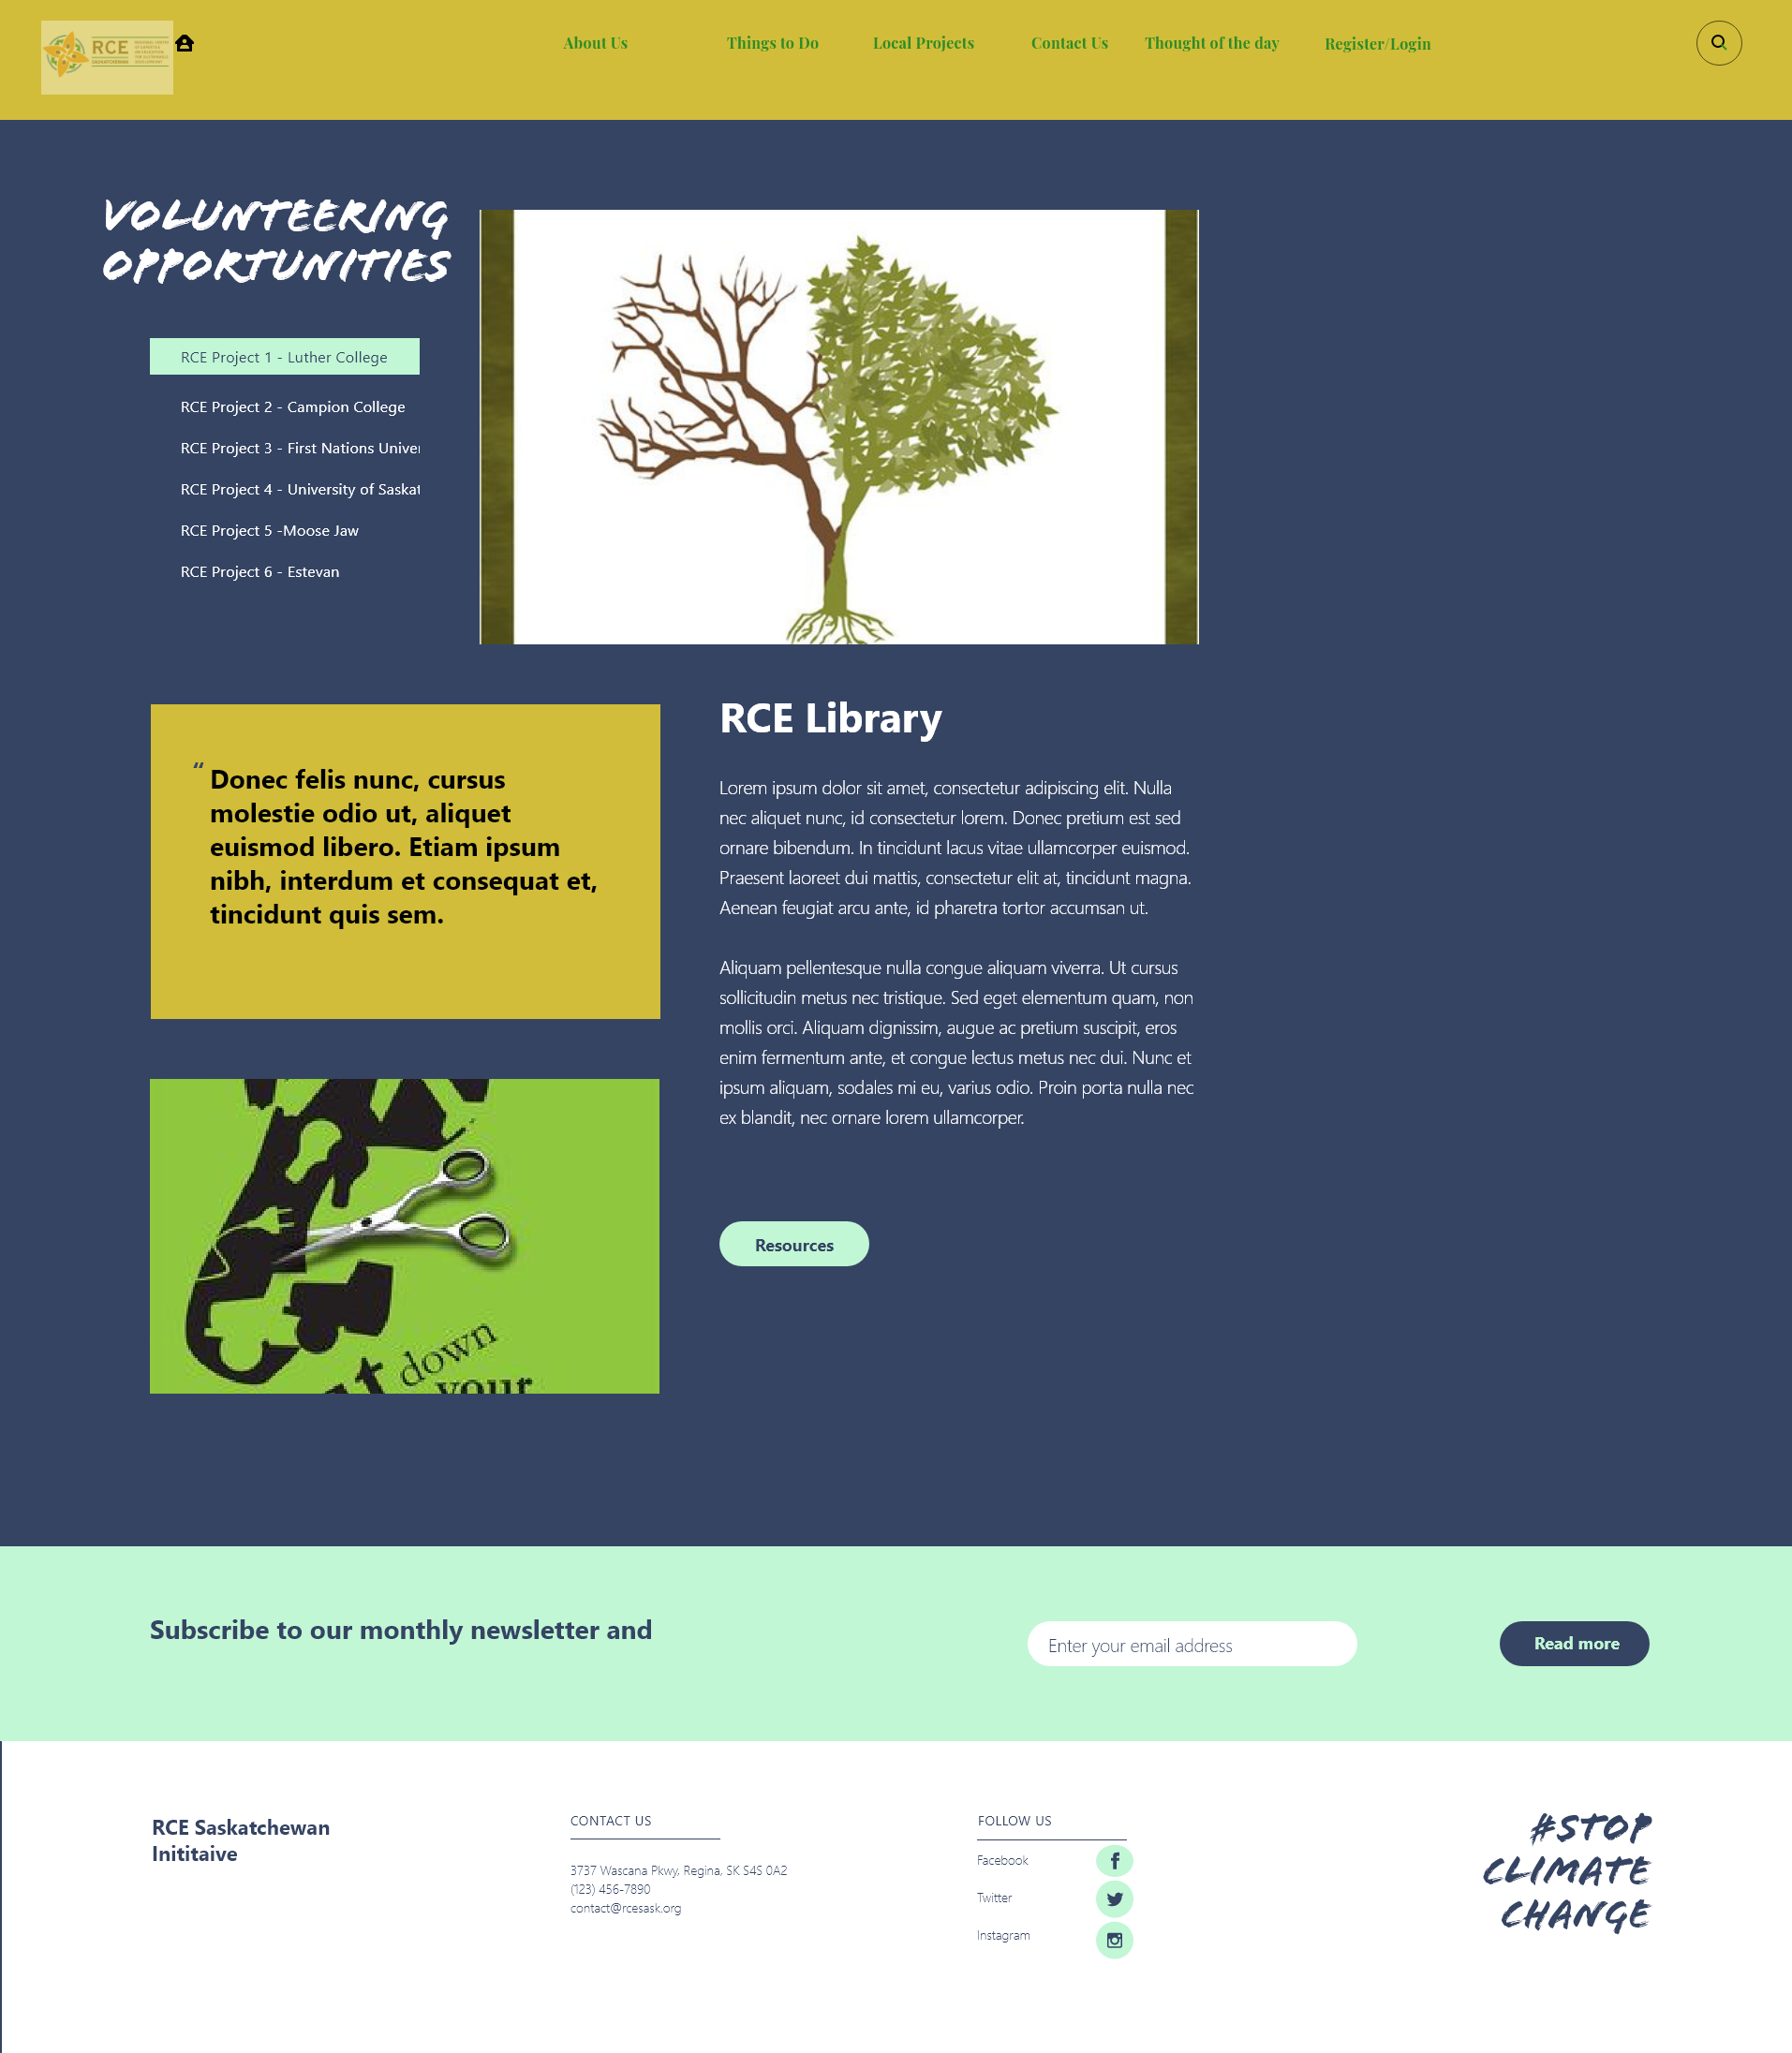 RCE
SASKATCHEWAN
About Us
Things to Do
Local Projects
Contact Us
Thought of the day
Register/Login
VOLUNTEERING
OPPORTUNITIES
RCE Project 1 - Luther College
RCE Project 2 - Campion College
RCE Project 3 - First Nations Univer
RCE Project 4 - University of Saskat
RCE Project 5 -Moose Jaw
RCE Project 6 - Estevan
“ Donec felis nunc, cursus
molestie odio ut, aliquet
euismod libero. Etiam ipsum
nibh, interdum et consequat et,
tincidunt quis sem.
RCE Library
Lorem ipsum dolor sit amet, consectetur adipiscing elit. Nulla
nec aliquet nunc, id consectetur lorem. Donec pretium est sed
ornare bibendum. In tincidunt lacus vitae ullamcorper euismod.
Praesent laoreet dui mattis, consectetur elit at, tincidunt magna.
Aenean feugiat arcu ante, id pharetra tortor accumsan ut.
Aliquam pellentesque nulla congue aliquam viverra. Ut cursus
sollicitudin metus nec tristique. Sed eget elementum quam, non
mollis orci. Aliquam dignissim, augue ac pretium suscipit, eros
enim fermentum ante, et congue lectus metus nec dui. Nunc et
ipsum aliquam, sodales mi eu, varius odio. Proin porta nulla nec
ex blandit, nec ornare lorem ullamcorper.
Resources
down
your
Subscribe to our monthly newsletter and
Enter your email address
Read more
RCE Saskatchewan
Inititaive
CONTACT US
3737 Wascana Pkwy, Regina, SK S4S 0A2
(123) 456-7890
contact@rcesask.org
FOLLOW US
Facebook
Twitter
Instagram
#STOP
CLIMATE
CHANGE